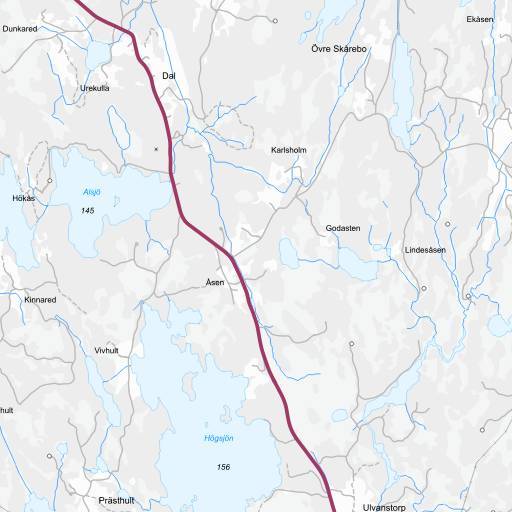 Ekåsen
Dunkared
Övre Skårebo
Dal
Urekulla
Karlsholm
Alsjö
Hökås
145
Godasten
Lindesåsen
Åsen
Kinnared
Vivhult
hult
Högsjön
156
Prästhult
Ulvanstorp